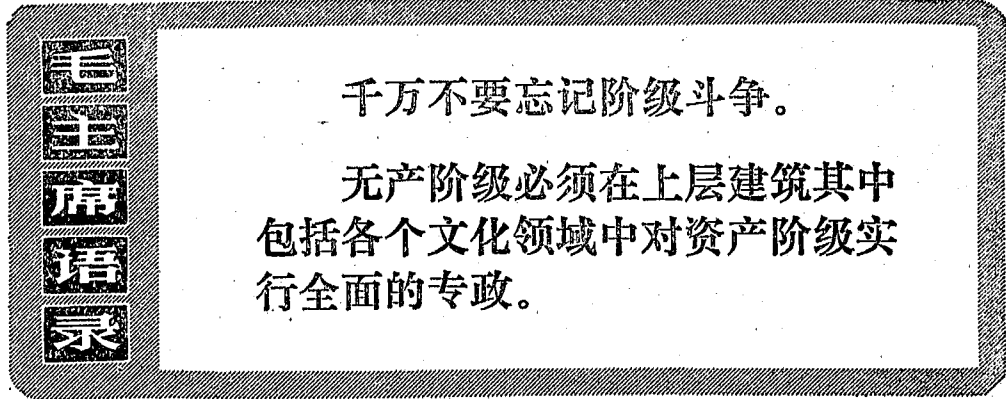 毛主席语录
千万不要忘记阶级斗争。
无产阶级必须在上层建筑其中
包括各个文化领域中对资产阶级实
行全面的专政。